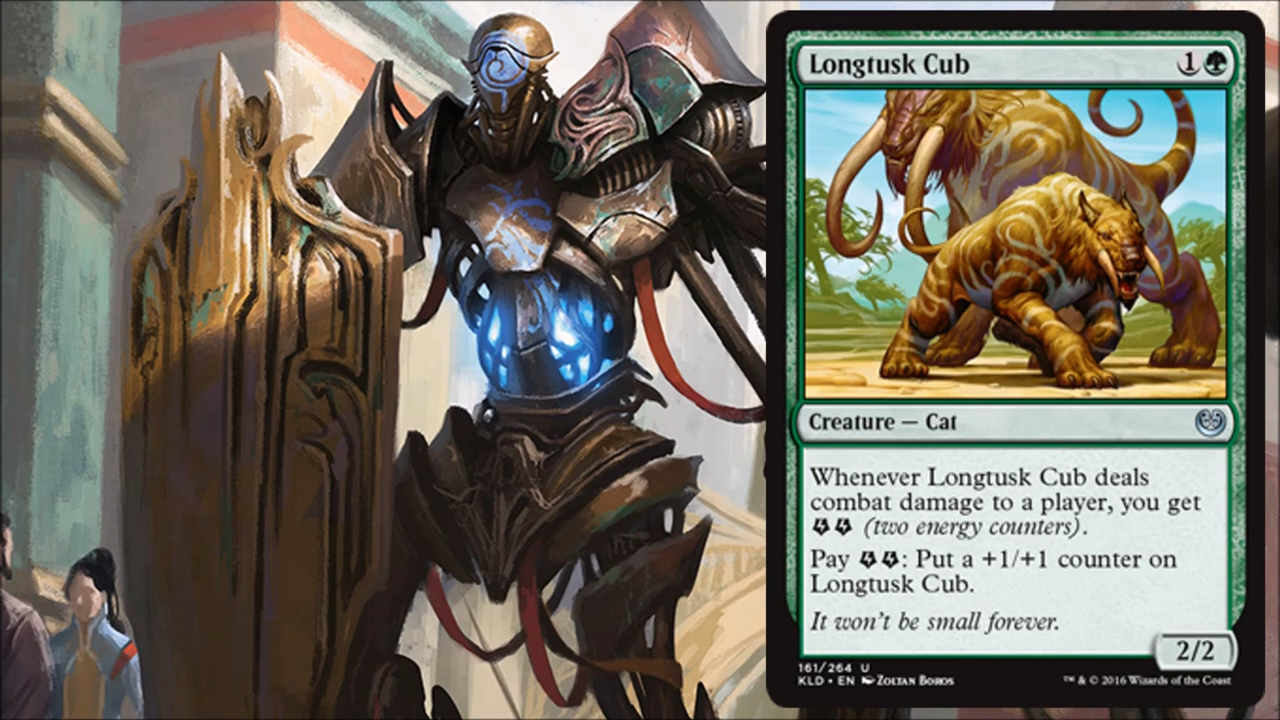 Longtusk Cub 1
Creature — Cat
Whenever Longtusk Cub deals
combat damage to a player, you get
(two energy counters).
Pay : Put a +1/+1 counter on
Longtusk Cub.
It won't be small forever.
2/2
161/264 U
KLD • EN Zoltan Boros
™ & © 2016 Wizards of the Coast